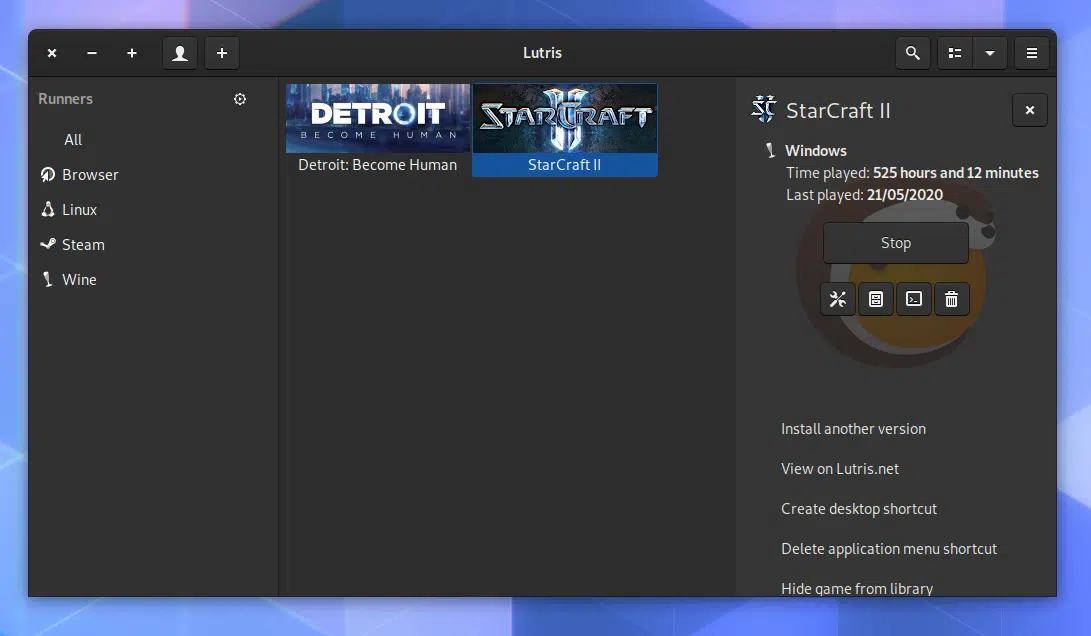 Lutris
Runners
All
Browser
Linux
Steam
Wine
DETROIT
BECOME HUMAN
Detroit: Become Human
STARCRAFT II
StarCraft II
StarCraft II
Windows
Time played: 525 hours and 12 minutes
Last played: 21/05/2020
Stop
Install another version
View on Lutris.net
Create desktop shortcut
Delete application menu shortcut
Hide game from library